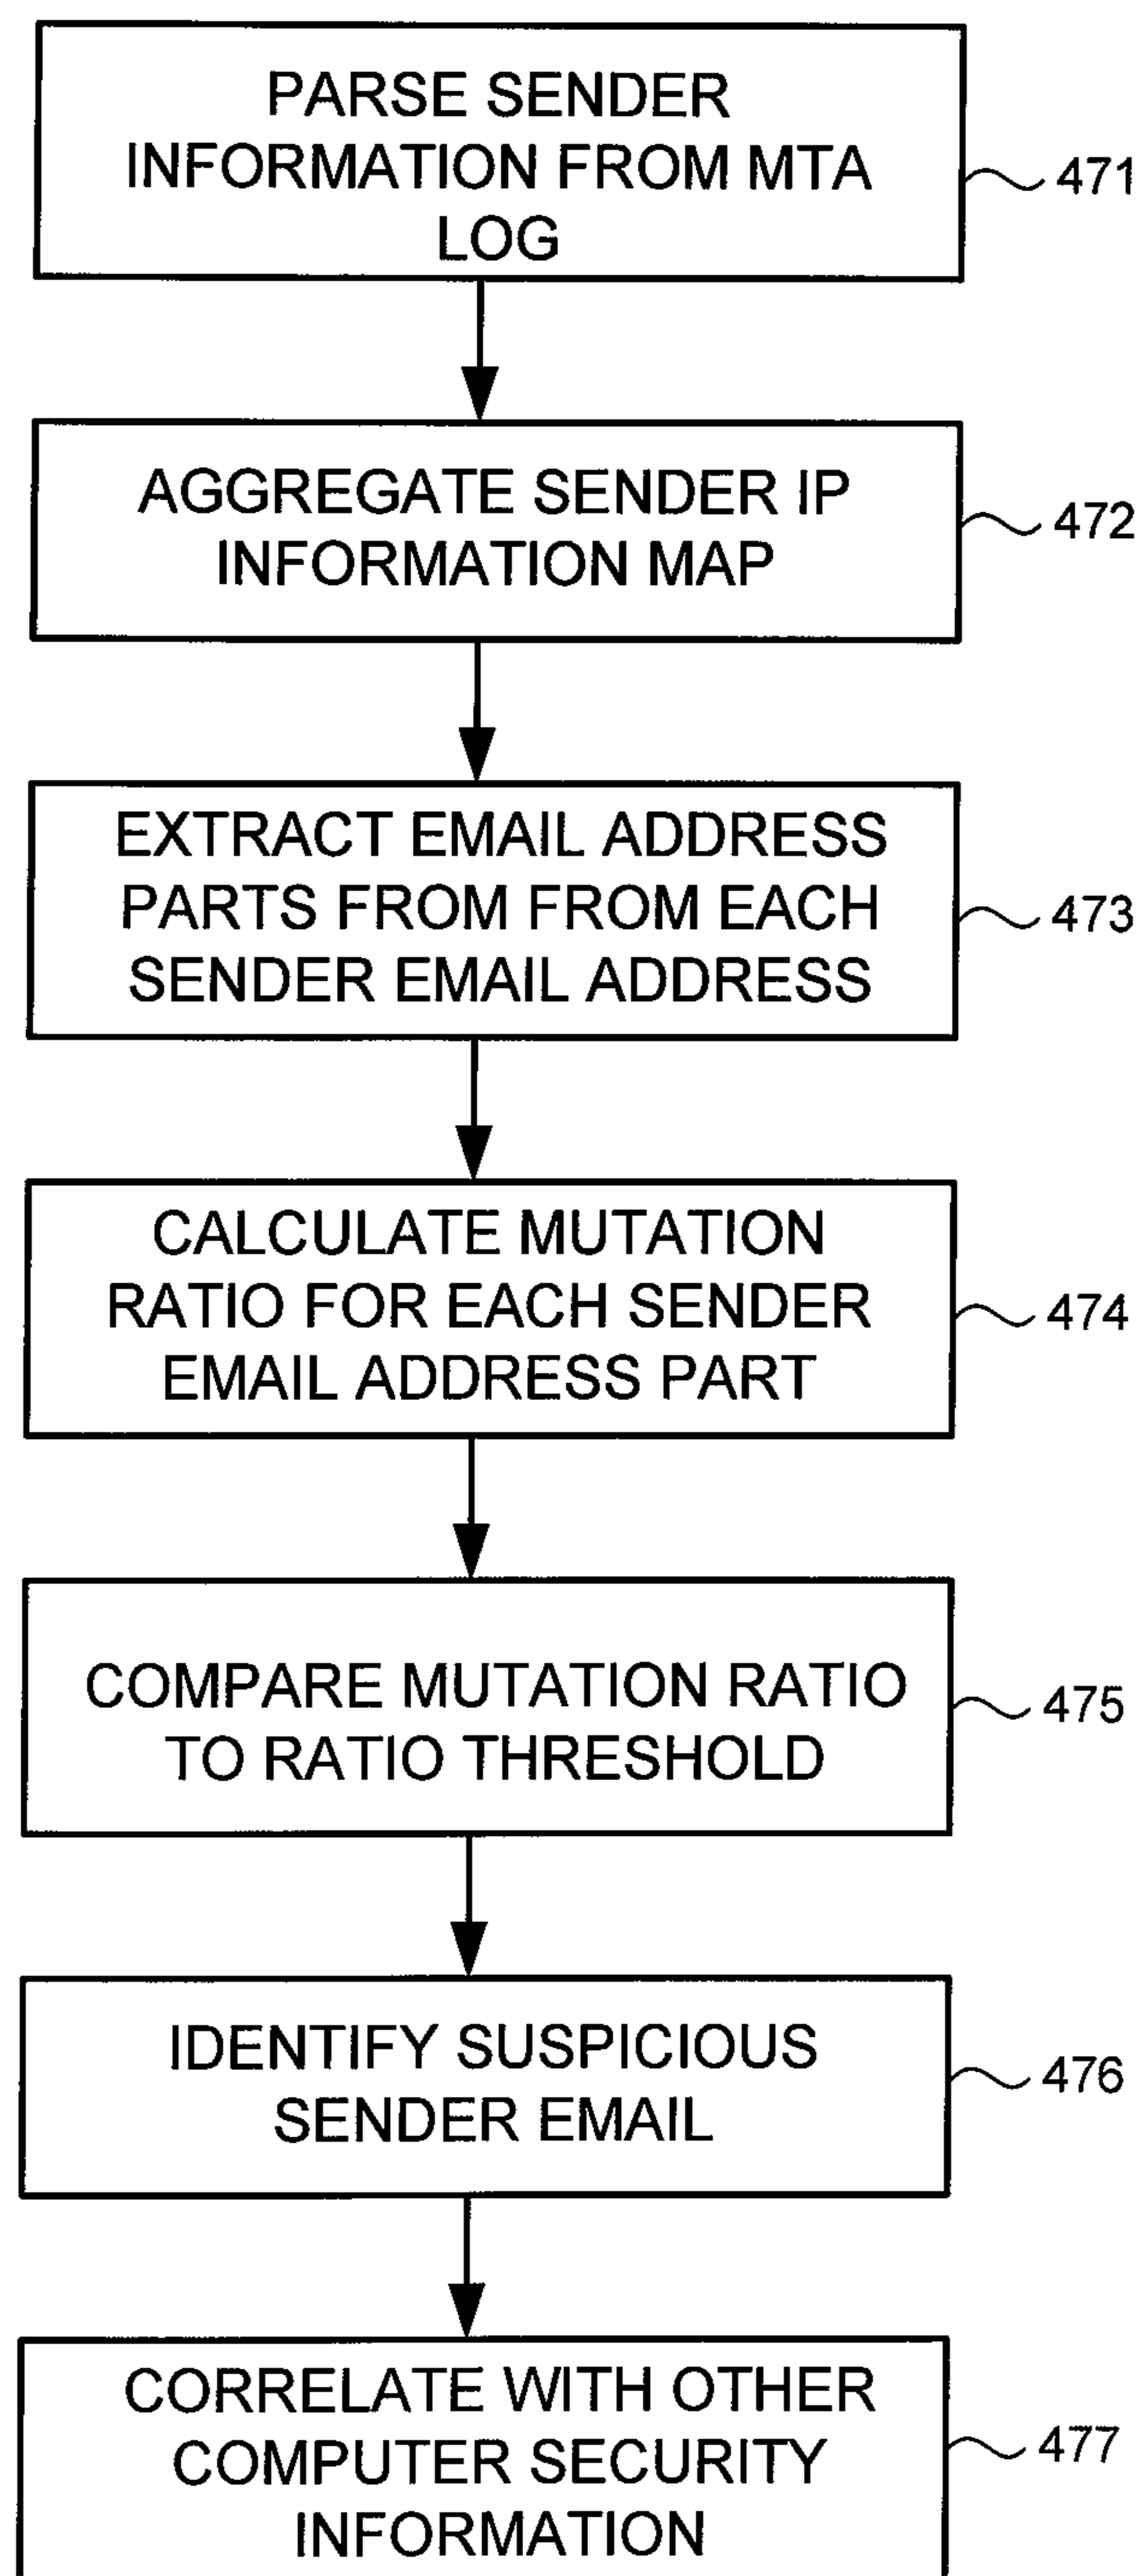 PARSE SENDER
INFORMATION FROM MTA
LOG
471
AGGREGATE SENDER IP
INFORMATION MAP
472
EXTRACT EMAIL ADDRESS
PARTS FROM FROM EACH
SENDER EMAIL ADDRESS
473
CALCULATE MUTATION
RATIO FOR EACH SENDER
EMAIL ADDRESS PART
474
COMPARE MUTATION RATIO
TO RATIO THRESHOLD
475
IDENTIFY SUSPICIOUS
SENDER EMAIL
476
CORRELATE WITH OTHER
COMPUTER SECURITY
INFORMATION
477